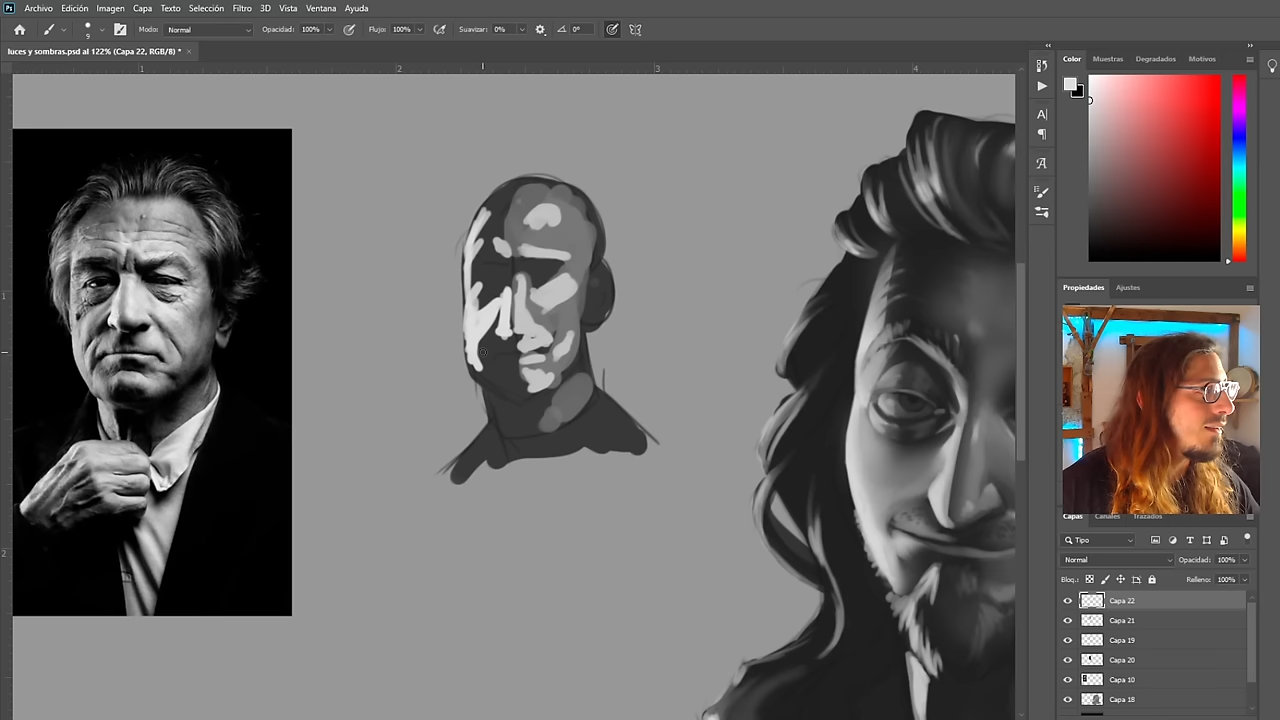 Archivo Edición Imagen Capa Texto Selección Filtro 3D Vista Ventana Ayuda
9 Modo: Normal Opacidad: 100% Flujo: 100% Suavizar: 0% 0°
luces y sombras.psd al 122% (Capa 22, RGB/8) *
1 2 3 4
Color Muestras Degradados Motivos
1
2
Propiedades Ajustes
Capas Canales Trazados
Tipo
Normal Opacidad: 100%
Bloq.: Relleno: 100%
Capa 22
Capa 21
Capa 19
Capa 20
Capa 10
Capa 18